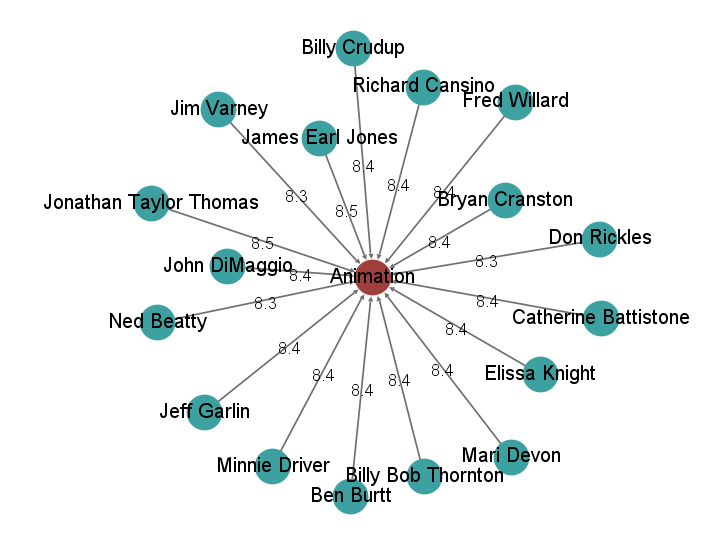 Billy Crudup
Richard Cansino
Fred Willard
Jim Varney
James Earl Jones
8.4
8.4
8.4
8.3
Bryan Cranston
Jonathan Taylor Thomas
8.5
Don Rickles
8.5
8.4
8.3
John DiMaggio
8.4
Animation
8.3
8.4
Ned Beatty
Catherine Battistone
8.4
8.4
Elissa Knight
8.4
8.4
8.4
8.4
Jeff Garlin
Mari Devon
Minnie Driver
Billy Bob Thornton
Ben Burtt